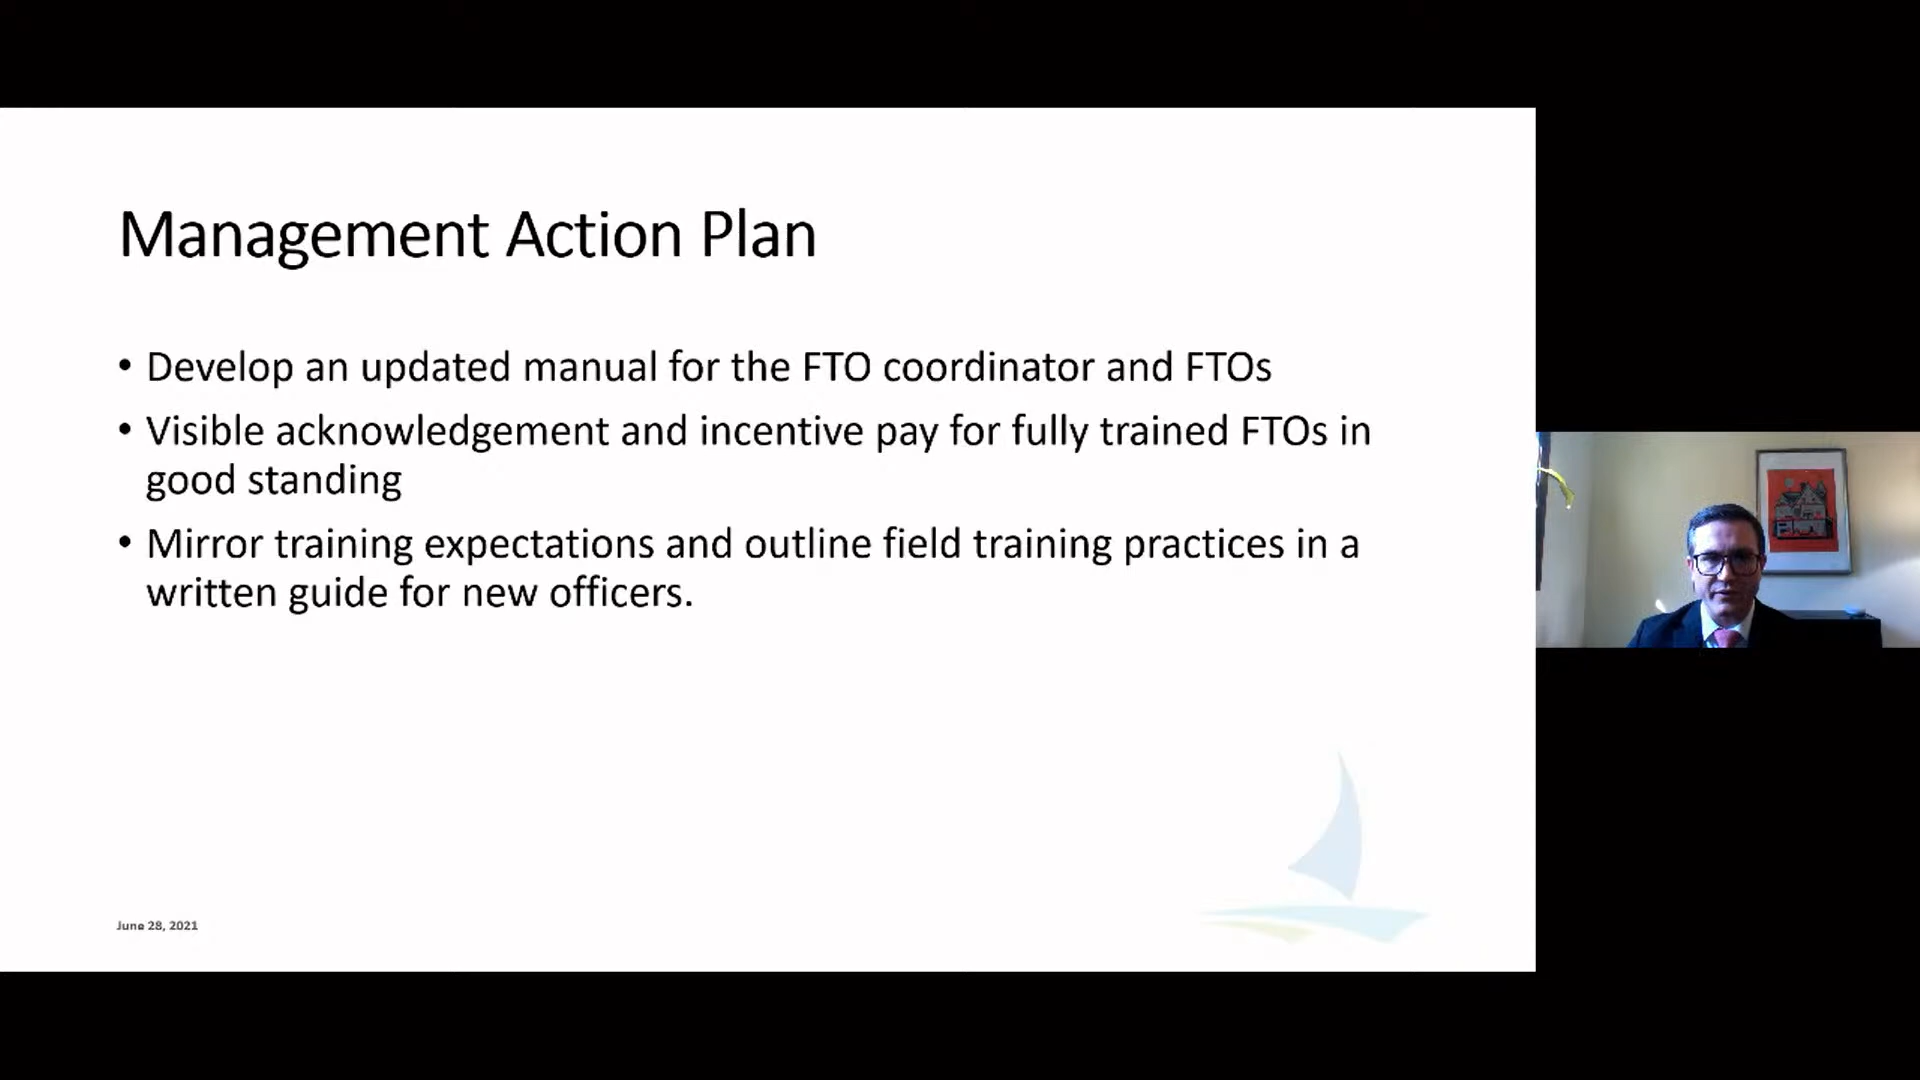 Management Action Plan
• Develop an updated manual for the FTO coordinator and FTOs
• Visible acknowledgement and incentive pay for fully trained FTOs in
good standing
• Mirror training expectations and outline field training practices in a
written guide for new officers.
June 28, 2021